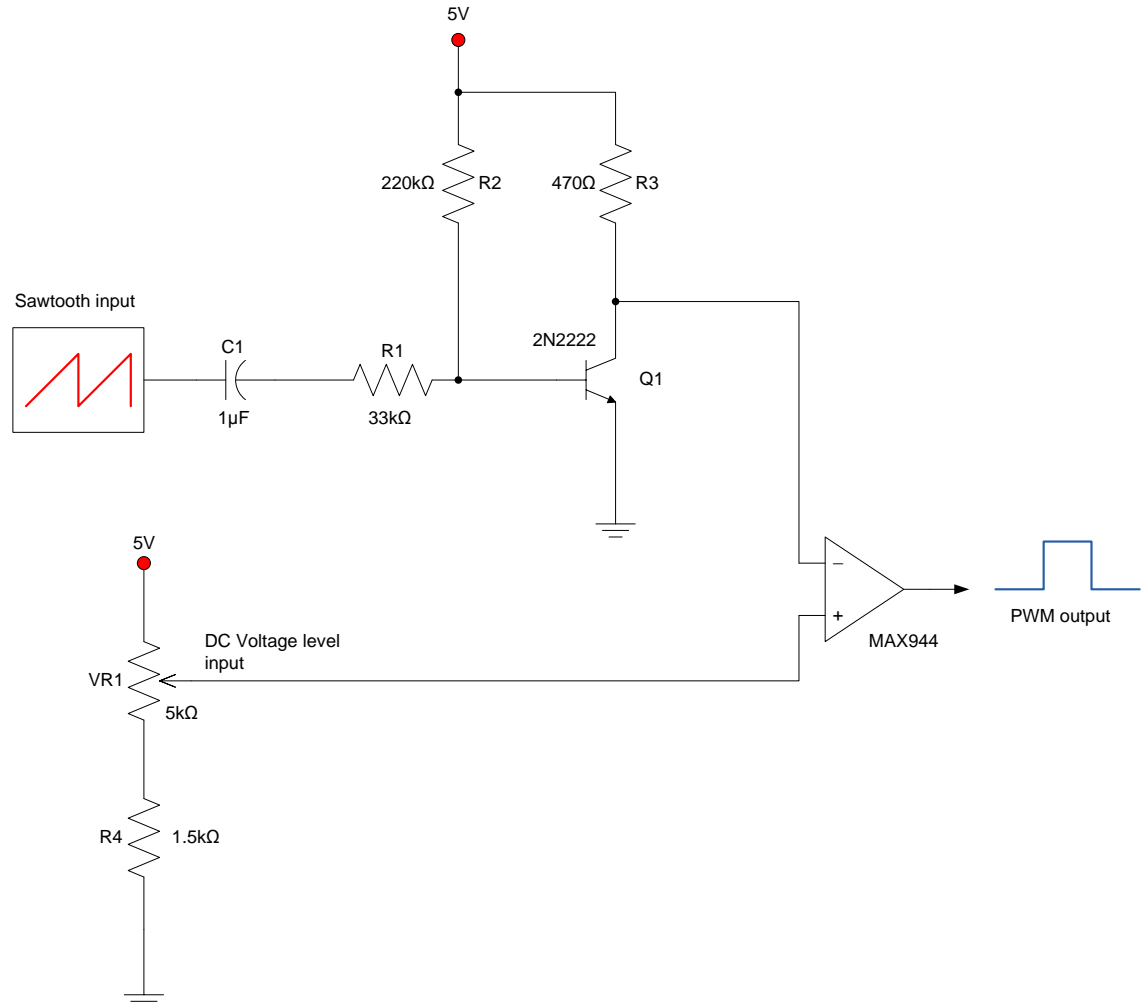 5V
220kΩ
R2
470Ω
R3
Sawtooth input
2N2222
C1
R1
Q1
1µF
33kΩ
5V
−
PWM output
+
DC Voltage level
input
MAX944
VR1
5kΩ
R4
1.5kΩ